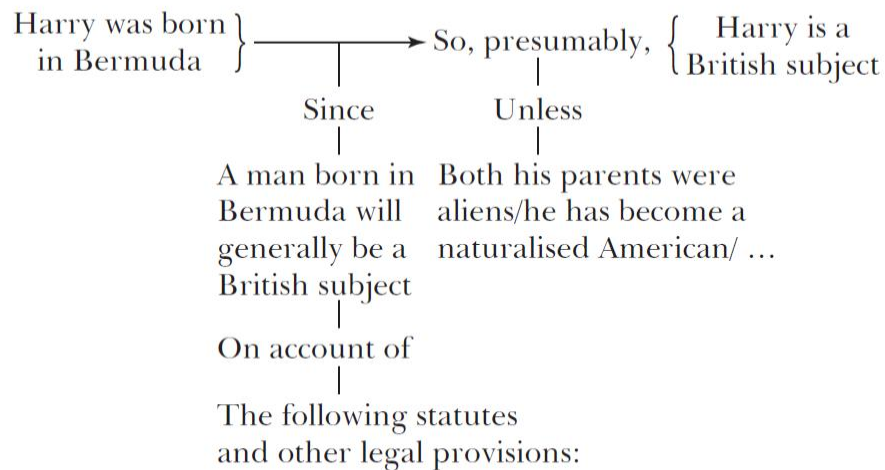 Harry was born
in Bermuda
So, presumably,
Harry is a
British subject
Since
Unless
A man born in
Bermuda will
generally be a
British subject
Both his parents were
aliens/he has become a
naturalised American/ ...
On account of
The following statutes
and other legal provisions: